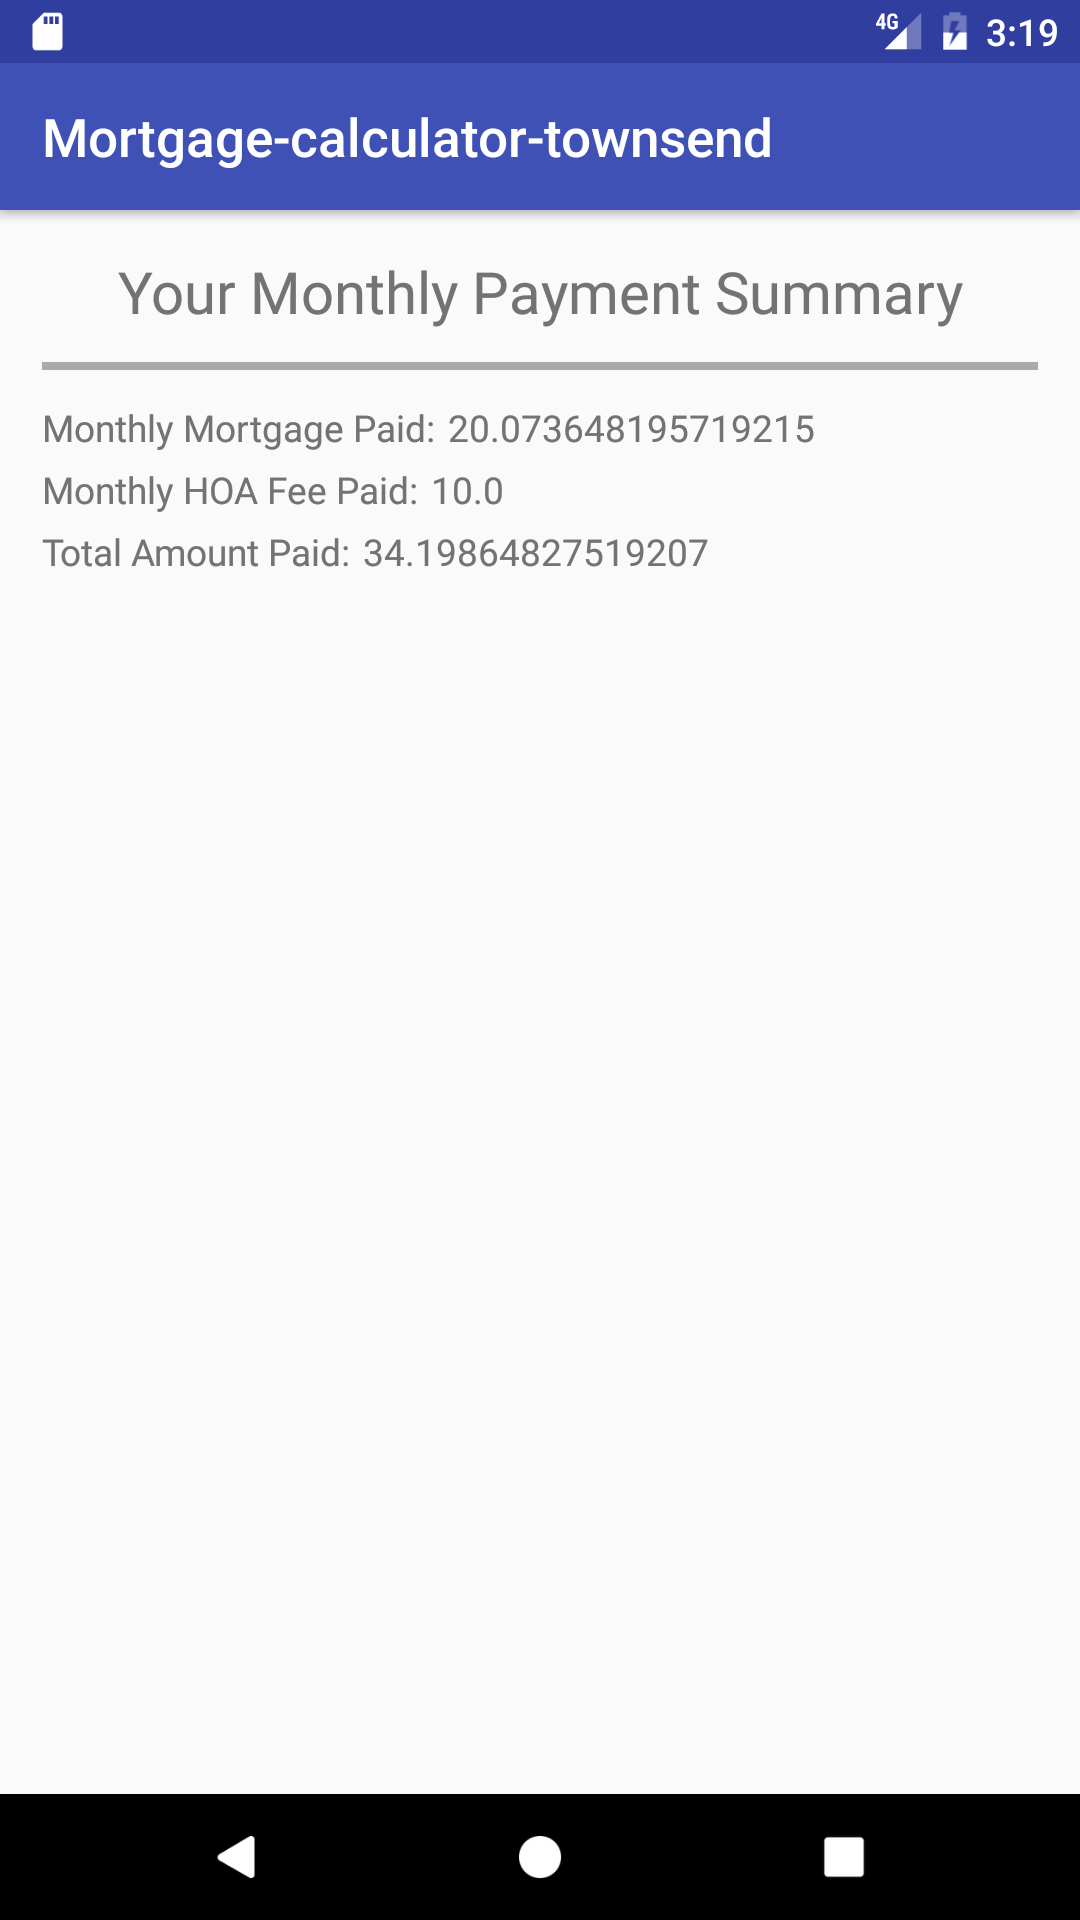 4G 3:19
Mortgage-calculator-townsend
Your Monthly Payment Summary
Monthly Mortgage Paid: 20.073648195719215
Monthly HOA Fee Paid: 10.0
Total Amount Paid: 34.19864827519207